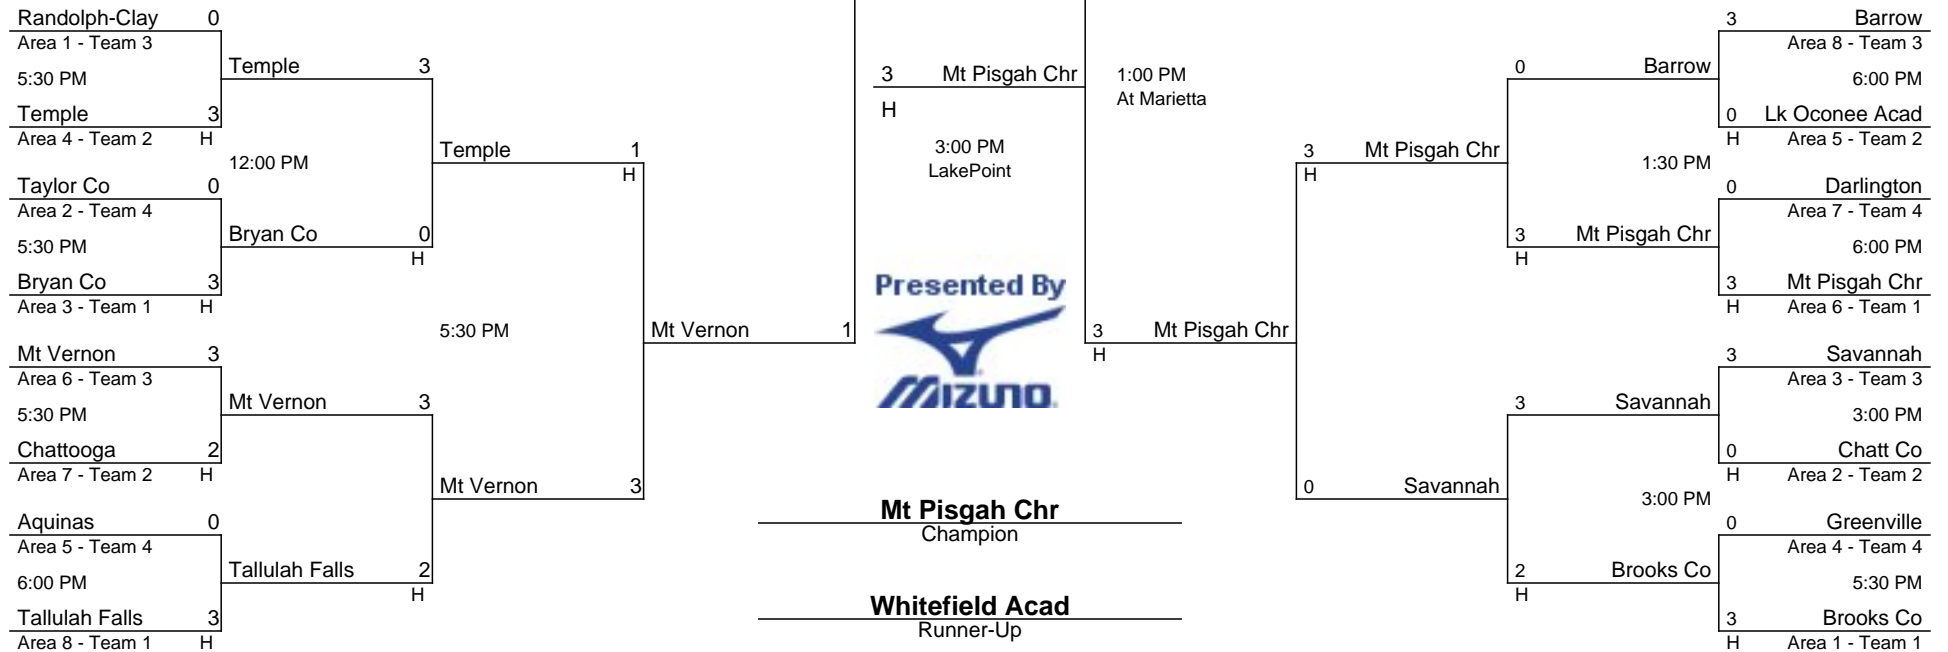 Randolph-Clay 0
Area 1 - Team 3
5:30 PM
Temple 3
Area 4 - Team 2 H
Taylor Co 0
Area 2 - Team 4
5:30 PM
Bryan Co 3
Area 3 - Team 1 H
Mt Vernon 3
Area 6 - Team 3
5:30 PM
Chattooga 2
Area 7 - Team 2 H
Aquinas 0
Area 5 - Team 4
6:00 PM
Tallulah Falls 3
Area 8 - Team 1 H
Temple 3
12:00 PM
Bryan Co 0
H
Mt Vernon 3
Tallulah Falls 2
H
Temple 1
H
5:30 PM
Mt Vernon 3
Mt Vernon 1
3 Mt Pisgah Chr
H
3:00 PM
LakePoint
Presented By
MIZUNO
Mt Pisgah Chr
Champion
Whitefield Acad
Runner-Up
1:00 PM
At Marietta
3 Mt Pisgah Chr
H
3 Mt Pisgah Chr
H
0 Savannah
0 Barrow
1:30 PM
3 Mt Pisgah Chr
H
3 Savannah
3:00 PM
2 Brooks Co
H
3 Barrow
Area 8 - Team 3
6:00 PM
0 Lk Oconee Acad
H Area 5 - Team 2
0 Darlington
Area 7 - Team 4
6:00 PM
3 Mt Pisgah Chr
H Area 6 - Team 1
3 Savannah
Area 3 - Team 3
3:00 PM
0 Chatt Co
H Area 2 - Team 2
0 Greenville
Area 4 - Team 4
5:30 PM
3 Brooks Co
H Area 1 - Team 1